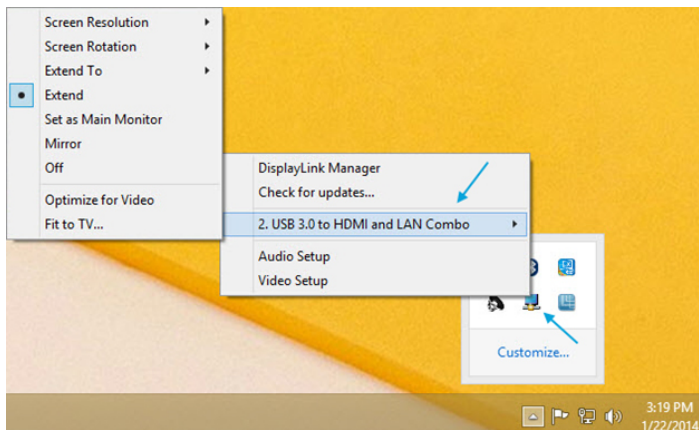 Screen Resolution
Screen Rotation
Extend To
Extend
Set as Main Monitor
Mirror
Off
Optimize for Video
Fit to TV...
DisplayLink Manager
Check for updates...
2. USB 3.0 to HDMI and LAN Combo
Audio Setup
Video Setup
Customize...
3:19 PM
1/22/2014